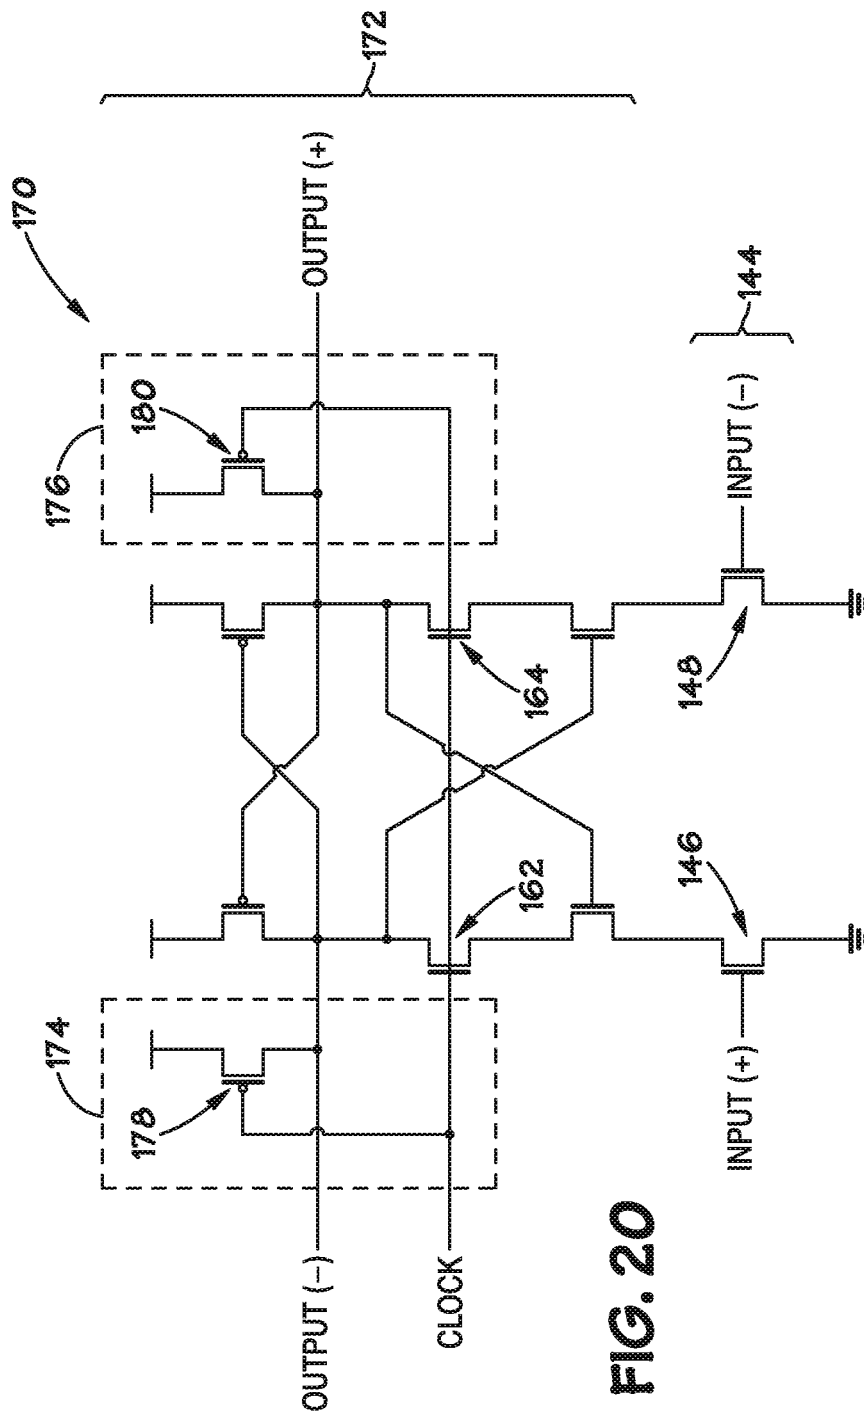 170
176
180
OUTPUT (+)
172
174
178
OUTPUT (−)
CLOCK
162
164
146
148
INPUT (+)
INPUT (−)
144
FIG. 20